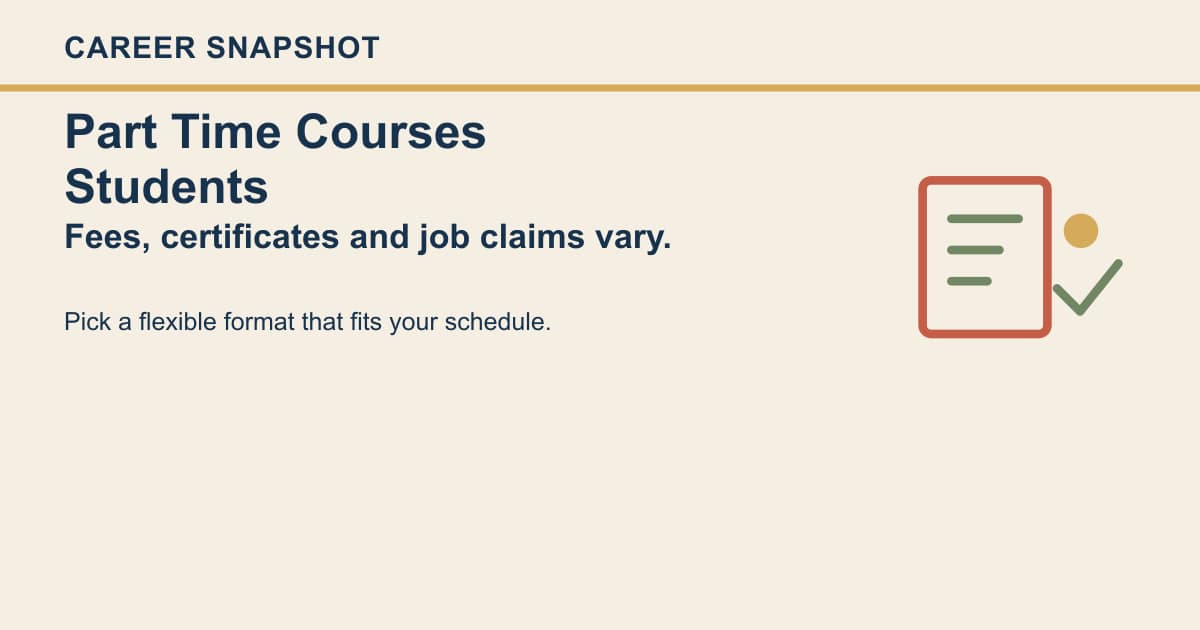 CAREER SNAPSHOT
Part Time Courses
Students
Fees, certificates and job claims vary.
Pick a flexible format that fits your schedule.